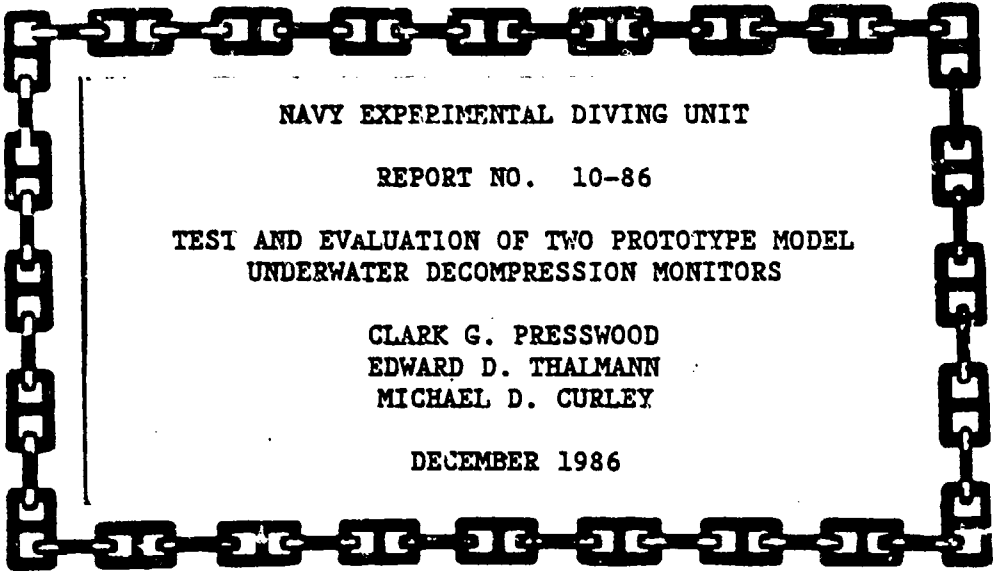 NAVY EXPERIMENTAL DIVING UNIT
REPORT NO. 10-86
TEST AND EVALUATION OF TWO PROTOTYPE MODEL
UNDERWATER DECOMPRESSION MONITORS
CLARK G. PRESSWOOD
EDWARD D. THALMANN
MICHAEL D. CURLEY
DECEMBER 1986